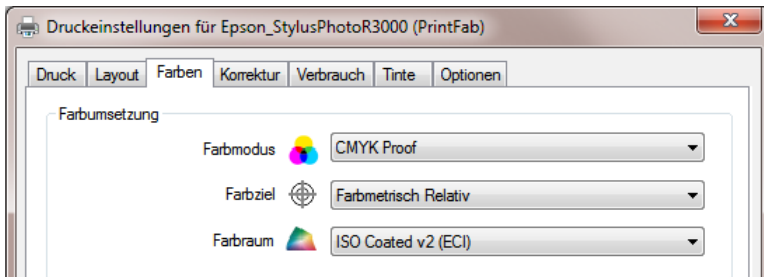 Druckeinstellungen für Epson_StylusPhotoR3000 (PrintFab)
Druck Layout Farben Korrektur Verbrauch Tinte Optionen
Farbumsetzung
Farbmodus CMYK Proof
Farbziel Farbmetrisch Relativ
Farbraum ISO Coated v2 (ECI)